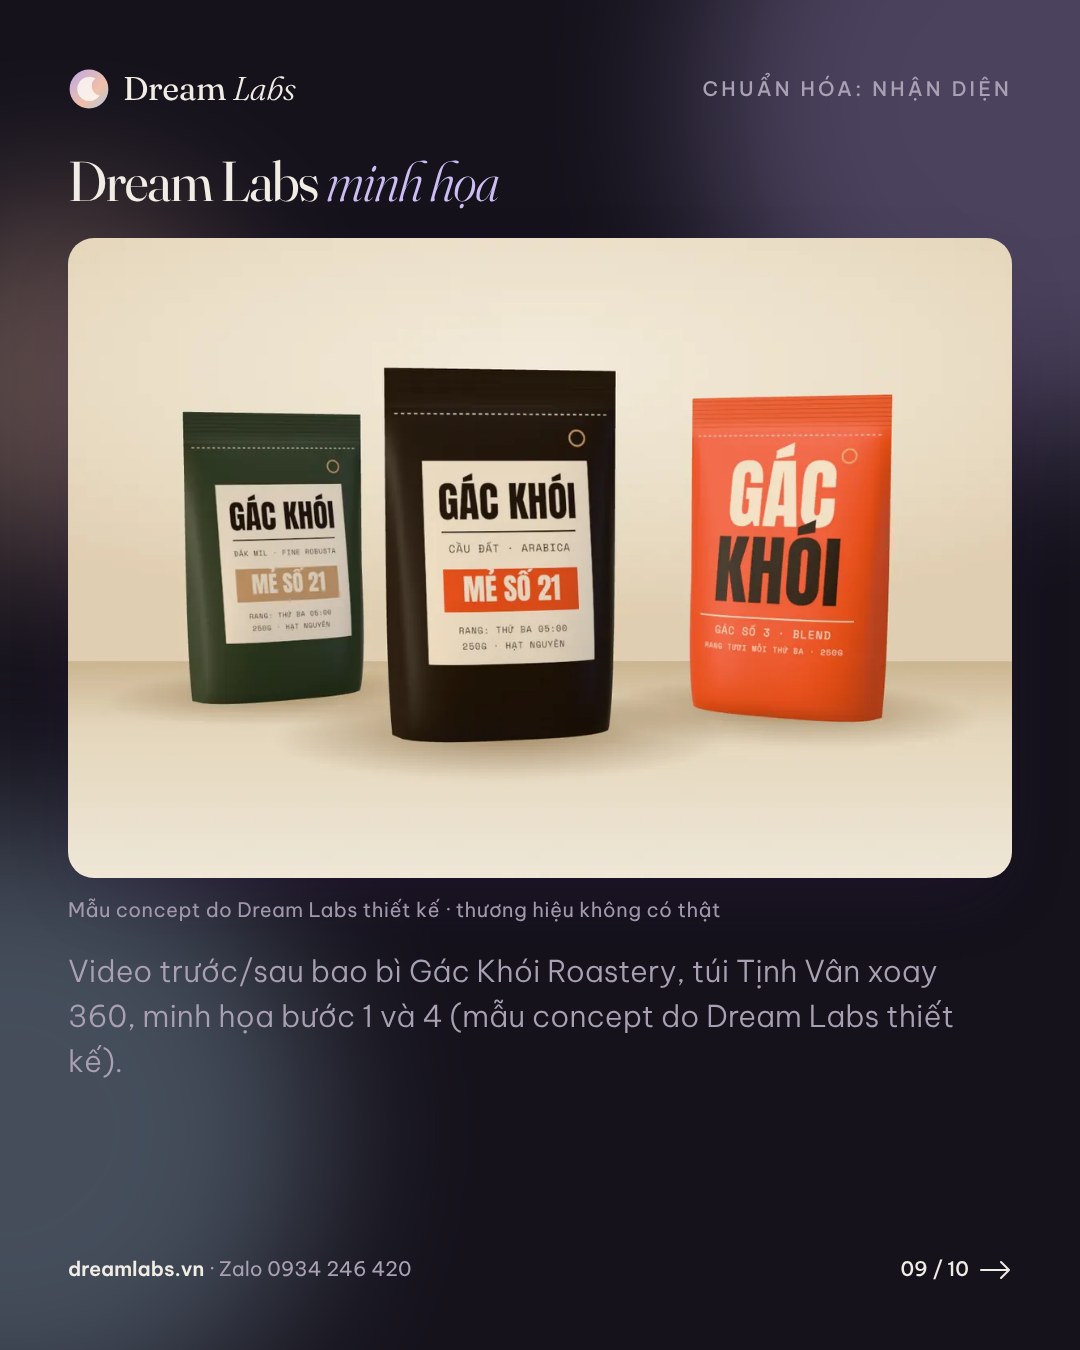 Dream Labs
CHUẨN HÓA: NHẬN DIỆN
Dream Labs minh họa
GÁC KHÓI
ĐĂK MIL · FINE ROBUSTA
MẺ SỐ 21
RANG: THỨ BA 05:00
250G · HẠT NGUYÊN
GÁC KHÓI
CẦU ĐẤT · ARABICA
MẺ SỐ 21
RANG: THỨ BA 05:00
250G · HẠT NGUYÊN
GÁC
KHÓI
GÁC SỐ 3 · BLEND
RANG TƯƠI MỖI THỨ BA · 250G
Mẫu concept do Dream Labs thiết kế · thương hiệu không có thật
Video trước/sau bao bì Gác Khói Roastery, túi Tịnh Vân xoay
360, minh họa bước 1 và 4 (mẫu concept do Dream Labs thiết
kế).
dreamlabs.vn · Zalo 0934 246 420
09 / 10